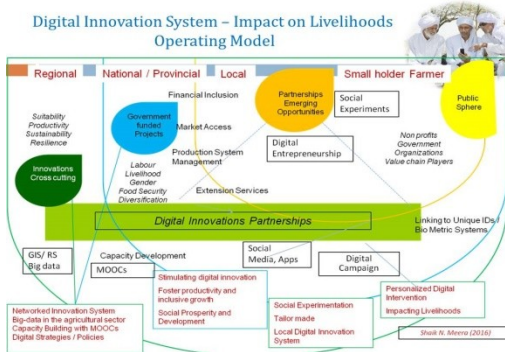 Digital Innovation System – Impact on Livelihoods
Operating Model
Regional
National / Provincial
Local
Small holder Farmer
Suitability
Productivity
Sustainability
Resilience
Innovations
Cross cutting
Government
funded
Projects
Labour
Livelihood
Gender
Food Security
Diversification
Financial Inclusion
Market Access
Production System
Management
Extension Services
Partnerships
Emerging
Opportunities
Social
Experiments
Digital
Entrepreneurship
Public
Sphere
Non profits
Government
Organizations
Value chain Players
Digital Innovations Partnerships
Linking to Unique IDs /
Bio Metric Systems
GIS/ RS
Big data
Capacity Development
MOOCs
Social
Media, Apps
Digital
Campaign
Networked Innovation System
Big-data in the agricultural sector
Capacity Building with MOOCs
Digital Strategies / Policies
Stimulating digital innovation
Foster productivity and
inclusive growth
Social Prosperity and
Development
Social Experimentation
Tailor made
Local Digital Innovation
System
Personalized Digital
Intervention
Impacting Livelihoods
Shaik N. Meera (2016)